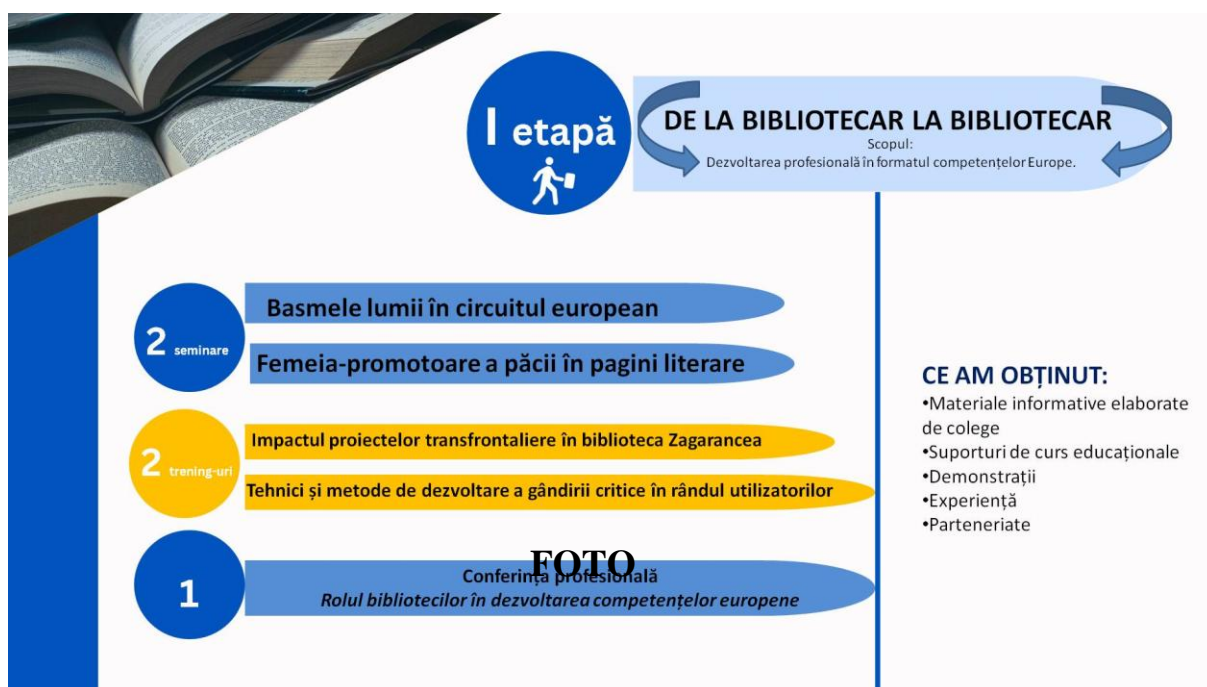 I etapă
DE LA BIBLIOTECAR LA BIBLIOTECAR
Scopul:
Dezvoltarea profesională în formatul competențelor Europe.
2 seminare
Basmele lumii în circuitul european
Femeia-promotoare a păcii în pagini literare
2 trening-uri
Impactul proiectelor transfrontaliere în biblioteca Zagarancea
Tehnici și metode de dezvoltare a gândirii critice în rândul utilizatorilor
1
FOTO
Conferința profesională
Rolul bibliotecilor în dezvoltarea competențelor europene
CE AM OBȚINUT:
•Materiale informative elaborate
de colege
•Suporturi de curs educaționale
•Demonstrații
•Experiență
•Parteneriate